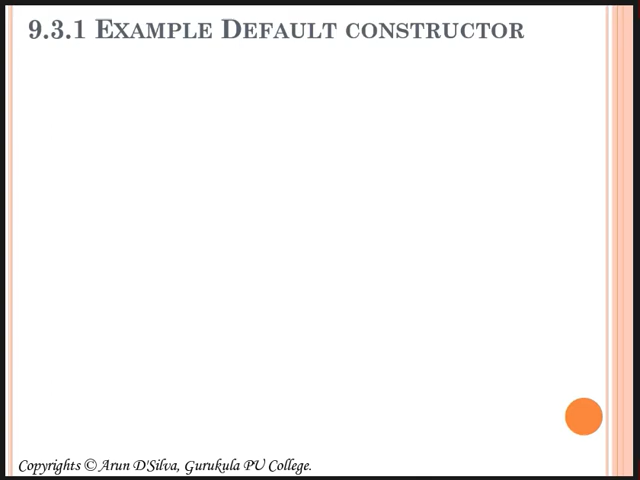 9.3.1 EXAMPLE DEFAULT CONSTRUCTOR
Copyrights © Arun D'Silva, Gurukula PU College.